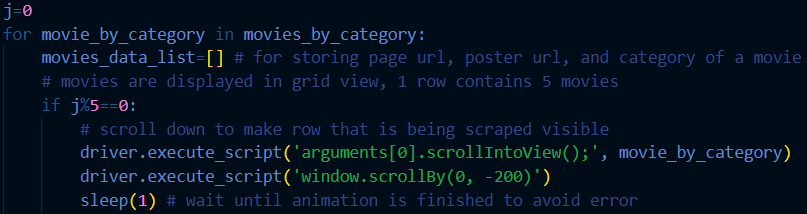 j=0
for movie_by_category in movies_by_category:
    movies_data_list=[] # for storing page url, poster url, and category of a movie
    # movies are displayed in grid view, 1 row contains 5 movies
    if j%5==0:
        # scroll down to make row that is being scraped visible
        driver.execute_script('arguments[0].scrollIntoView();', movie_by_category)
        driver.execute_script('window.scrollBy(0, -200)')
        sleep(1) # wait until animation is finished to avoid error